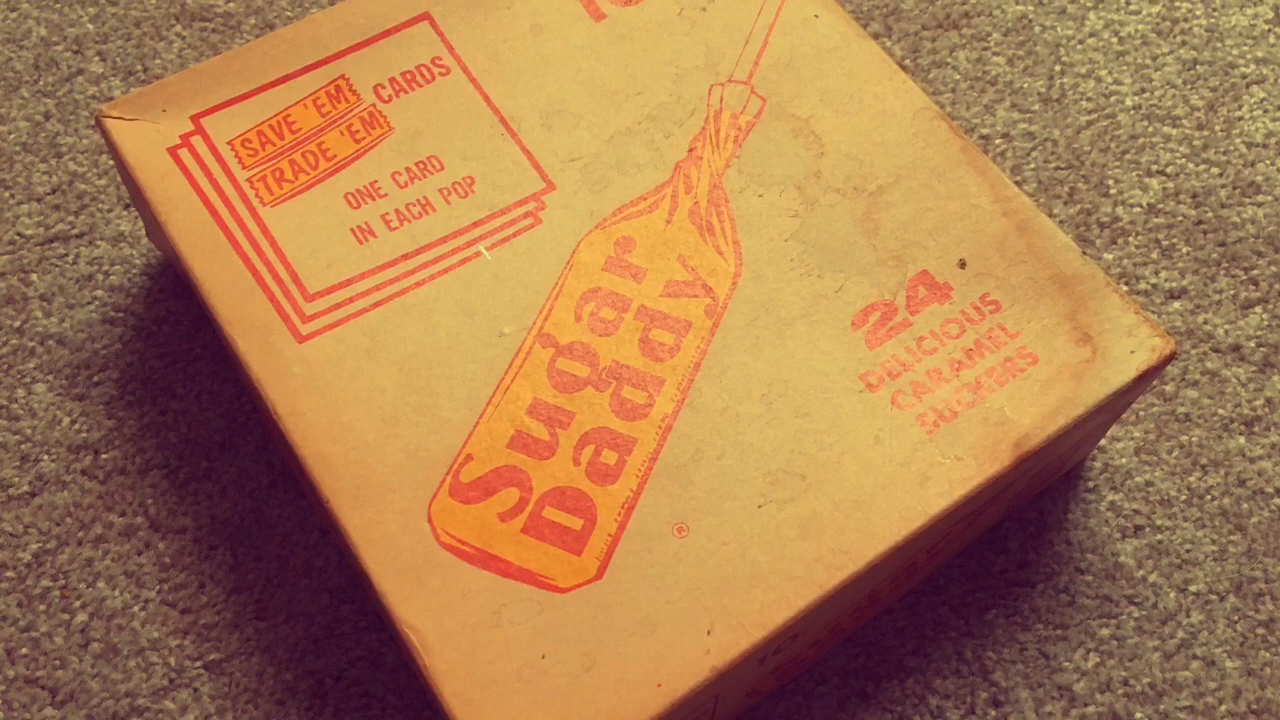 SAVE 'EM
TRADE 'EM
CARDS
ONE CARD
IN EACH POP
Sugar
Daddy
®
24
DELICIOUS
CARAMEL
SUCKERS